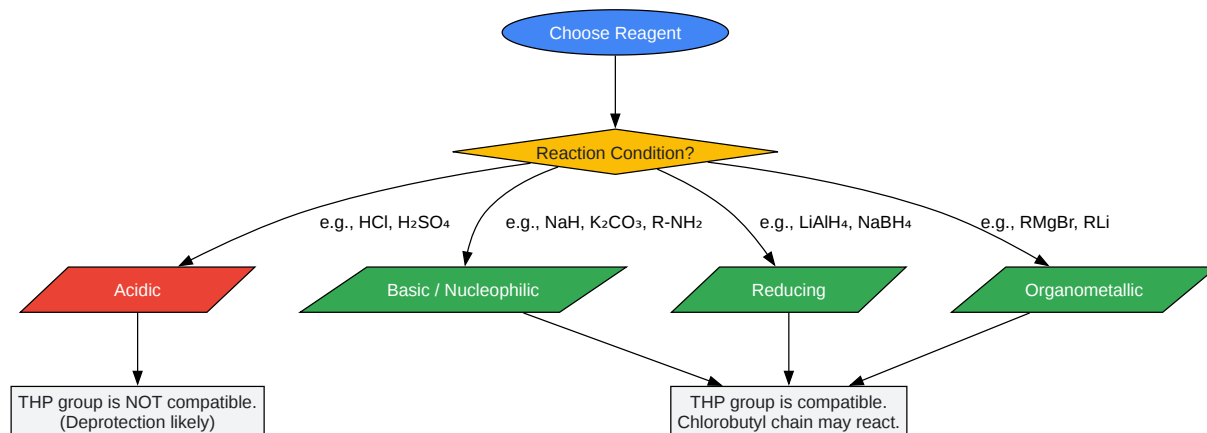 Choose Reagent
Reaction Condition?
e.g., HCl, H₂SO₄
e.g., NaH, K₂CO₃, R-NH₂
e.g., LiAlH₄, NaBH₄
e.g., RMgBr, RLi
Acidic
Basic / Nucleophilic
Reducing
Organometallic
THP group is NOT compatible.
(Deprotection likely)
THP group is compatible.
Chlorobutyl chain may react.